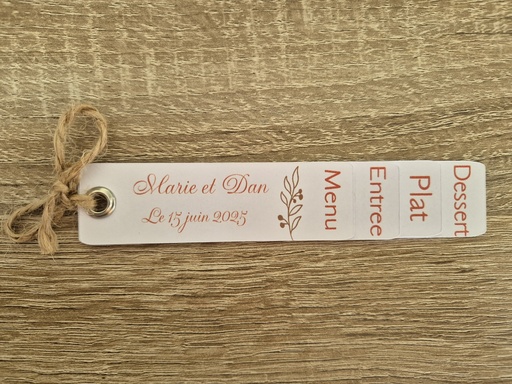 Marie et Dan
Le 15 juin 2025
Menu
Entree
Plat
Dessert